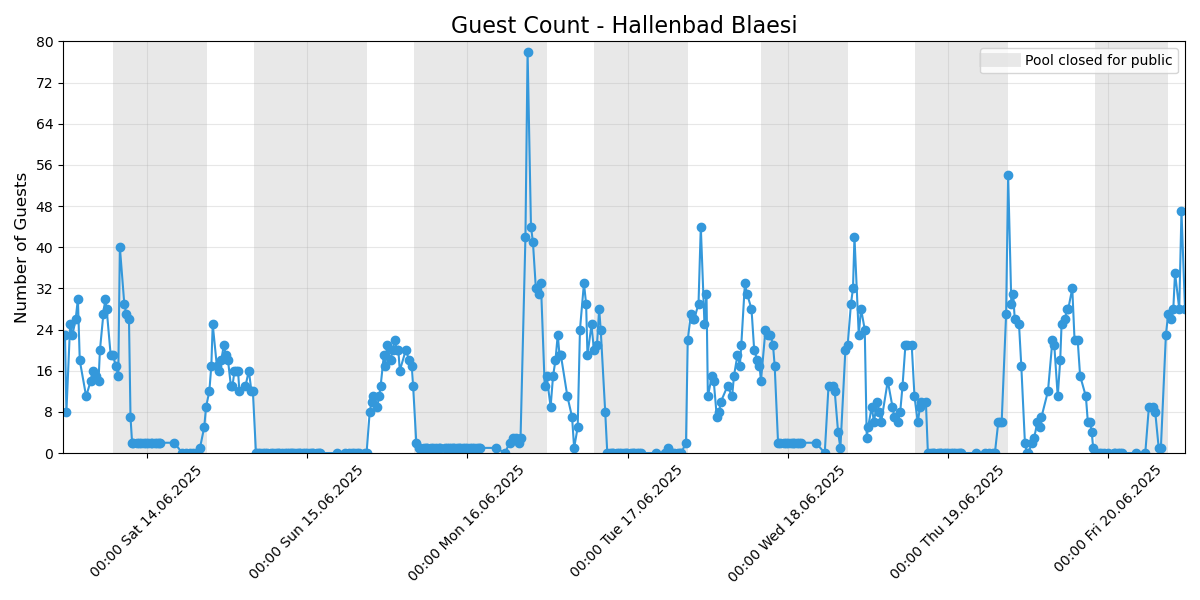 Guest Count - Hallenbad Blaesi
Pool closed for public
Number of Guests
80
72
64
56
48
40
32
24
16
8
0
00:00 Sat 14.06.2025
00:00 Sun 15.06.2025
00:00 Mon 16.06.2025
00:00 Tue 17.06.2025
00:00 Wed 18.06.2025
00:00 Thu 19.06.2025
00:00 Fri 20.06.2025